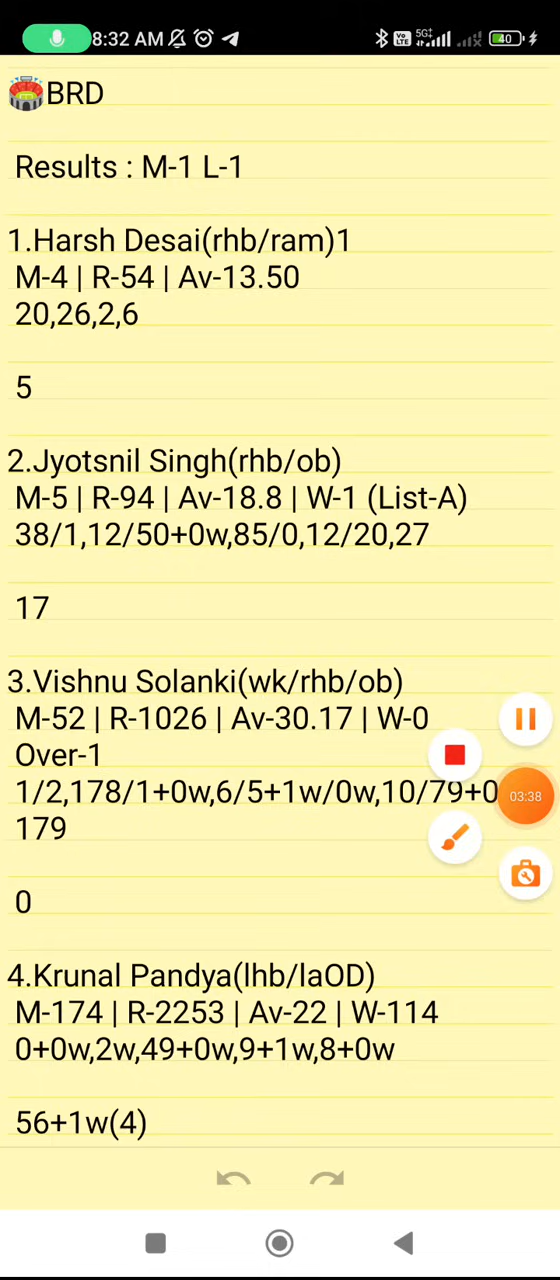 8:32 AM Vo LTE 5G 40
BRD
Results : M-1 L-1
1.Harsh Desai(rhb/ram)1
M-4 | R-54 | Av-13.50
20,26,2,6
5
2.Jyotsnil Singh(rhb/ob)
M-5 | R-94 | Av-18.8 | W-1 (List-A)
38/1,12/50+0w,85/0,12/20,27
17
3.Vishnu Solanki(wk/rhb/ob)
M-52 | R-1026 | Av-30.17 | W-0
Over-1
1/2,178/1+0w,6/5+1w/0w,10/79+0
03:38
179
0
4.Krunal Pandya(lhb/laOD)
M-174 | R-2253 | Av-22 | W-114
0+0w,2w,49+0w,9+1w,8+0w
56+1w(4)